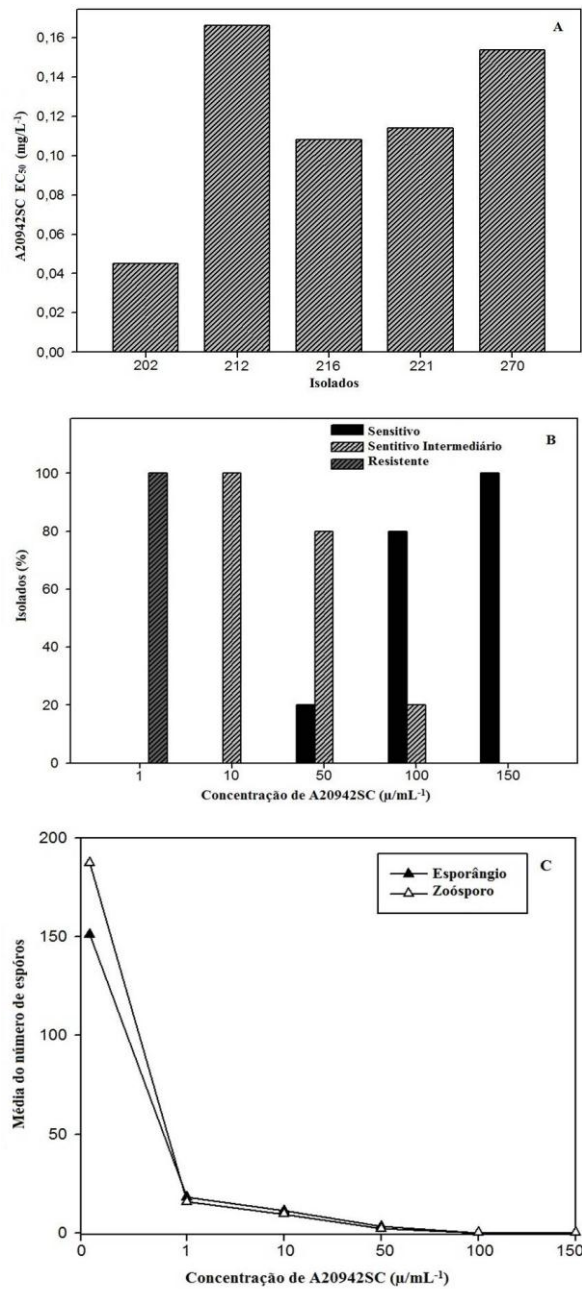 A
0,16
0,14
0,12
0,10
0,08
0,06
0,04
0,02
0,00
A20942SC EC₅₀ (mg/L⁻¹)
202 212 216 221 270
Isolados
B
Sensitivo
Sentitivo Intermediário
Resistente
100
80
60
40
20
0
Isolados (%)
1 10 50 100 150
Concentração de A20942SC (µ/mL⁻¹)
C
Esporângio
Zoósporo
200
150
100
50
0
Média do número de espóros
0 1 10 50 100 150
Concentração de A20942SC (µ/mL⁻¹)